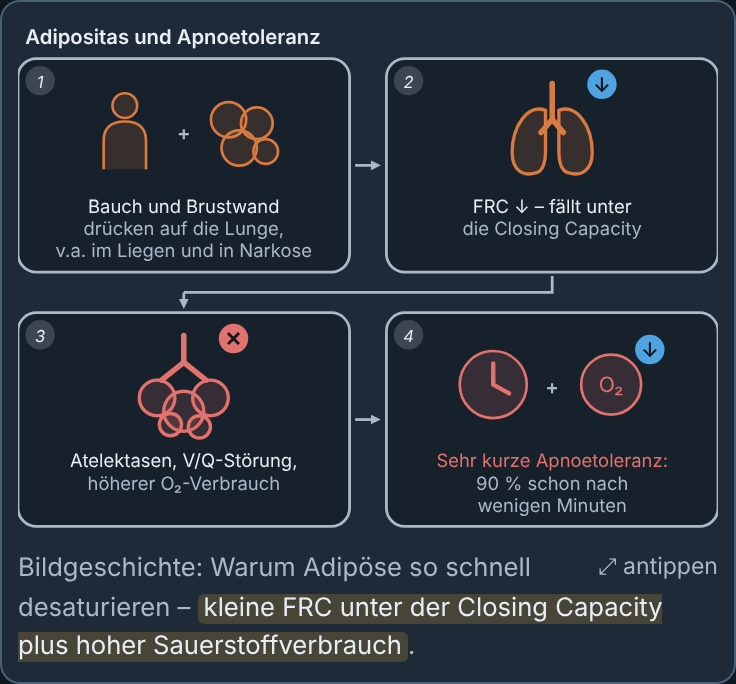 Adipositas und Apnoetoleranz
1
+
Bauch und Brustwand
drücken auf die Lunge,
v.a. im Liegen und in Narkose
2
FRC ↓ – fällt unter
die Closing Capacity
3
Atelektasen, V/Q-Störung,
höherer O₂-Verbrauch
4
+
O₂
Sehr kurze Apnoetoleranz:
90 % schon nach
wenigen Minuten
Bildgeschichte: Warum Adipöse so schnell
⤢ antippen
desaturieren – kleine FRC unter der Closing Capacity
plus hoher Sauerstoffverbrauch.